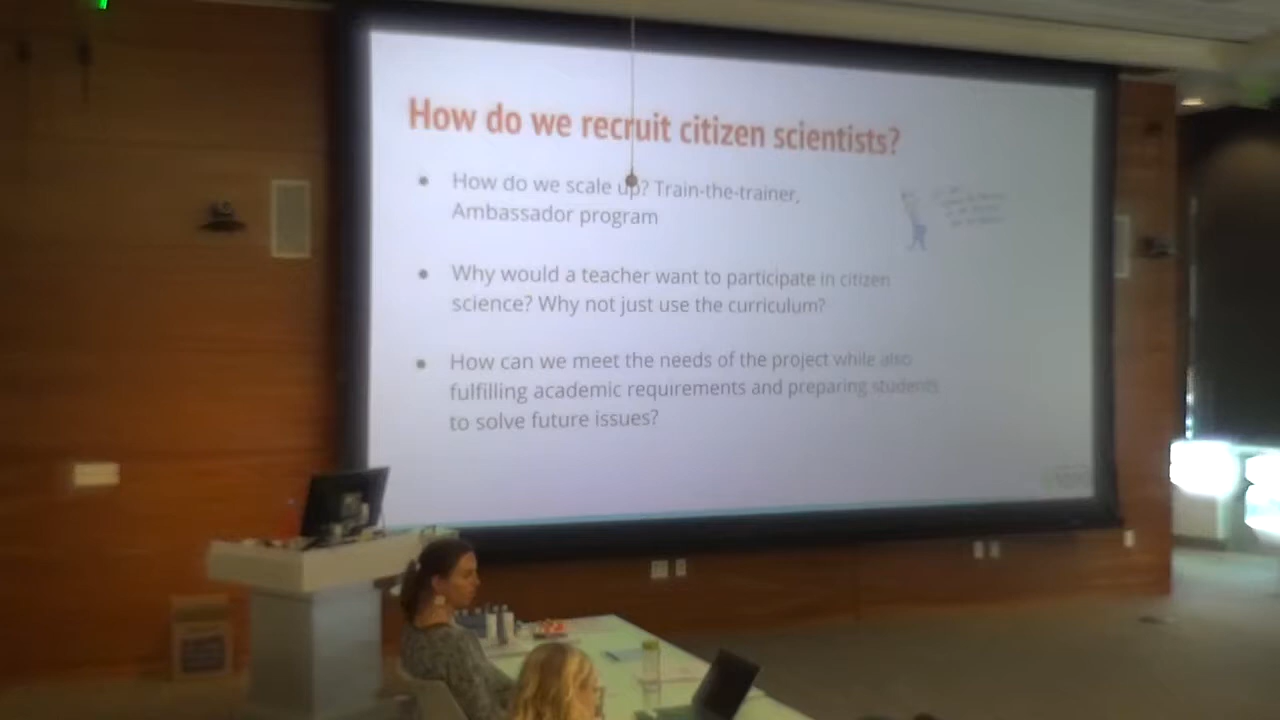 How do we recruit citizen scientists?
How do we scale up? Train-the-trainer,
Ambassador program
Why would a teacher want to participate in citizen
science? Why not just use the curriculum?
How can we meet the needs of the project while also
fulfilling academic requirements and preparing students
to solve future issues?